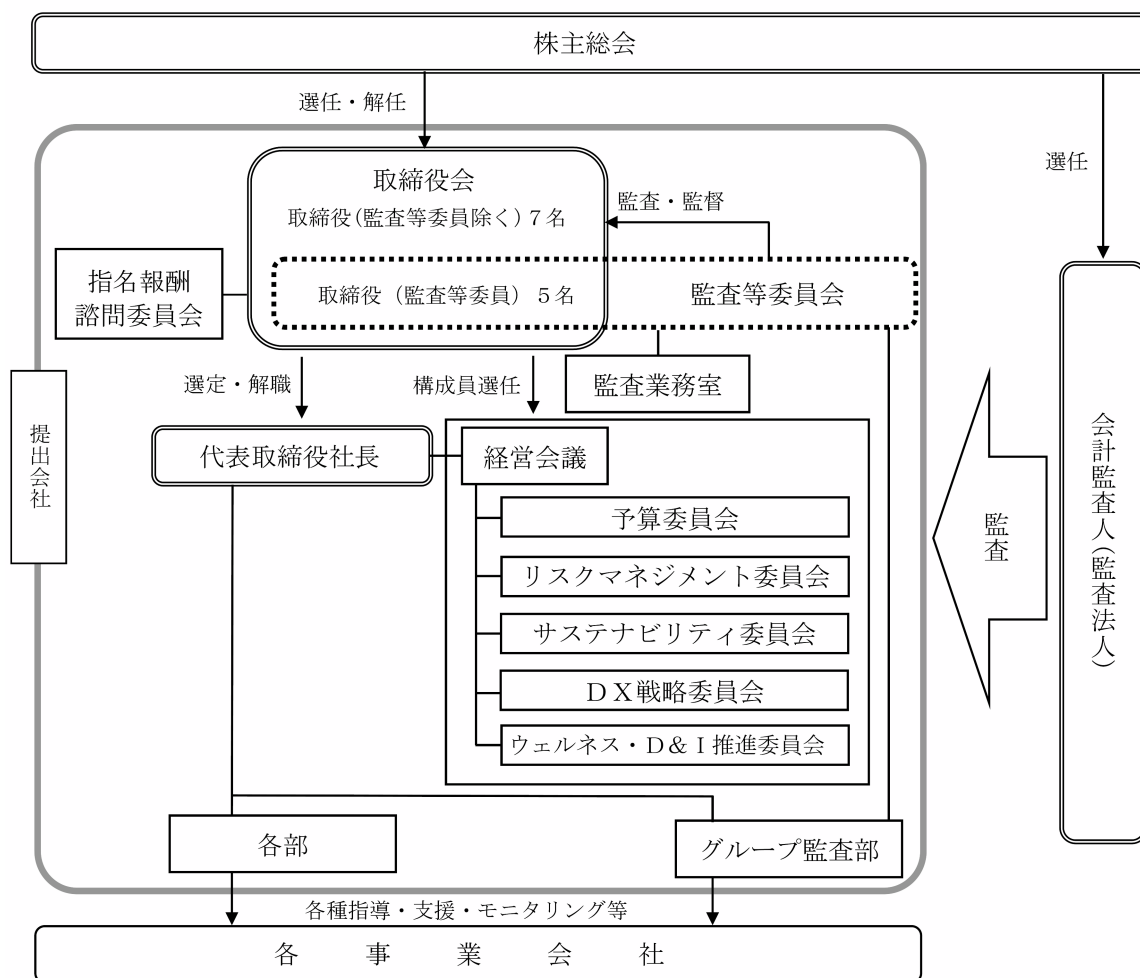 株主総会
選任・解任
選任
取締役会
取締役(監査等委員除く)7名
監査・監督
指名報酬
諮問委員会
取締役(監査等委員)5名
監査等委員会
監査業務室
選定・解職
構成員選任
提出会社
代表取締役社長
経営会議
予算委員会
リスクマネジメント委員会
サステナビリティ委員会
DX戦略委員会
ウェルネス・D&I推進委員会
監査
会計監査人(監査法人)
各部
グループ監査部
各種指導・支援・モニタリング等
各事業会社